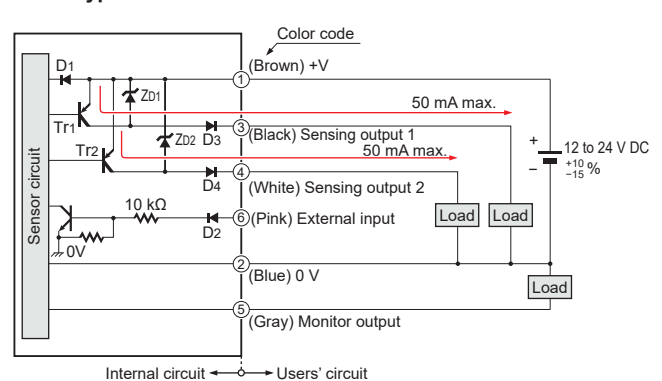 Color code
D1
① (Brown) +V
ZD1
50 mA max.
Tr1
③ (Black) Sensing output 1
ZD2
D3
12 to 24 V DC
+10
−15 %
+
−
Tr2
50 mA max.
④
D4
(White) Sensing output 2
Sensor circuit
10 kΩ
⑥ (Pink) External input
D2
Load
Load
0V
②
(Blue) 0 V
Load
⑤
(Gray) Monitor output
Internal circuit
Users' circuit